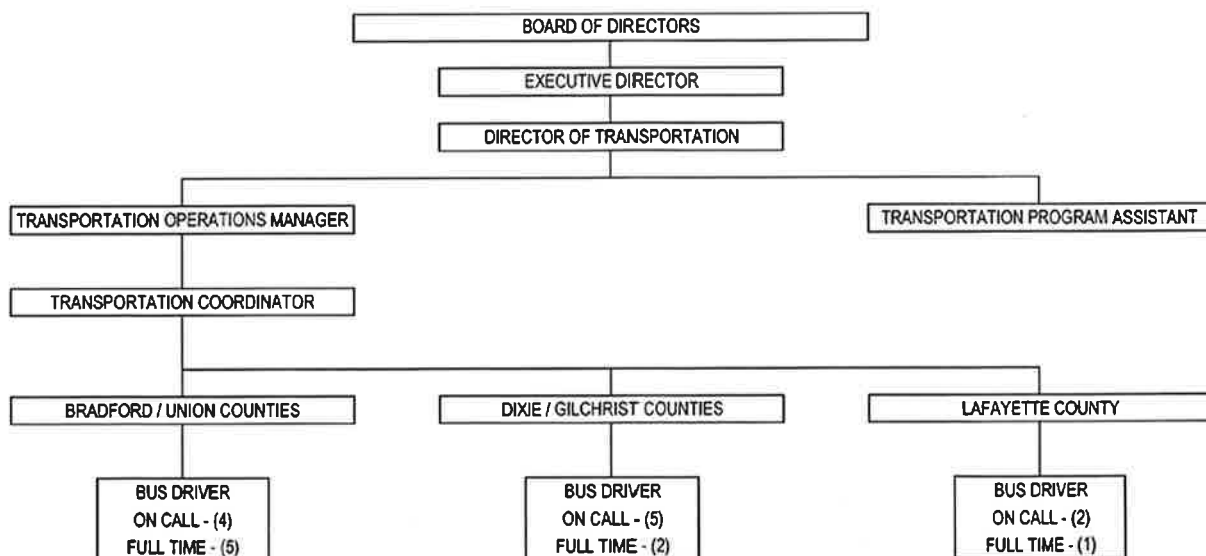 BOARD OF DIRECTORS
EXECUTIVE DIRECTOR
DIRECTOR OF TRANSPORTATION
TRANSPORTATION OPERATIONS MANAGER
TRANSPORTATION PROGRAM ASSISTANT
TRANSPORTATION COORDINATOR
BRADFORD / UNION COUNTIES
DIXIE / GILCHRIST COUNTIES
LAFAYETTE COUNTY
BUS DRIVER
ON CALL - (4)
FULL TIME - (5)
BUS DRIVER
ON CALL - (5)
FULL TIME - (2)
BUS DRIVER
ON CALL - (2)
FULL TIME - (1)